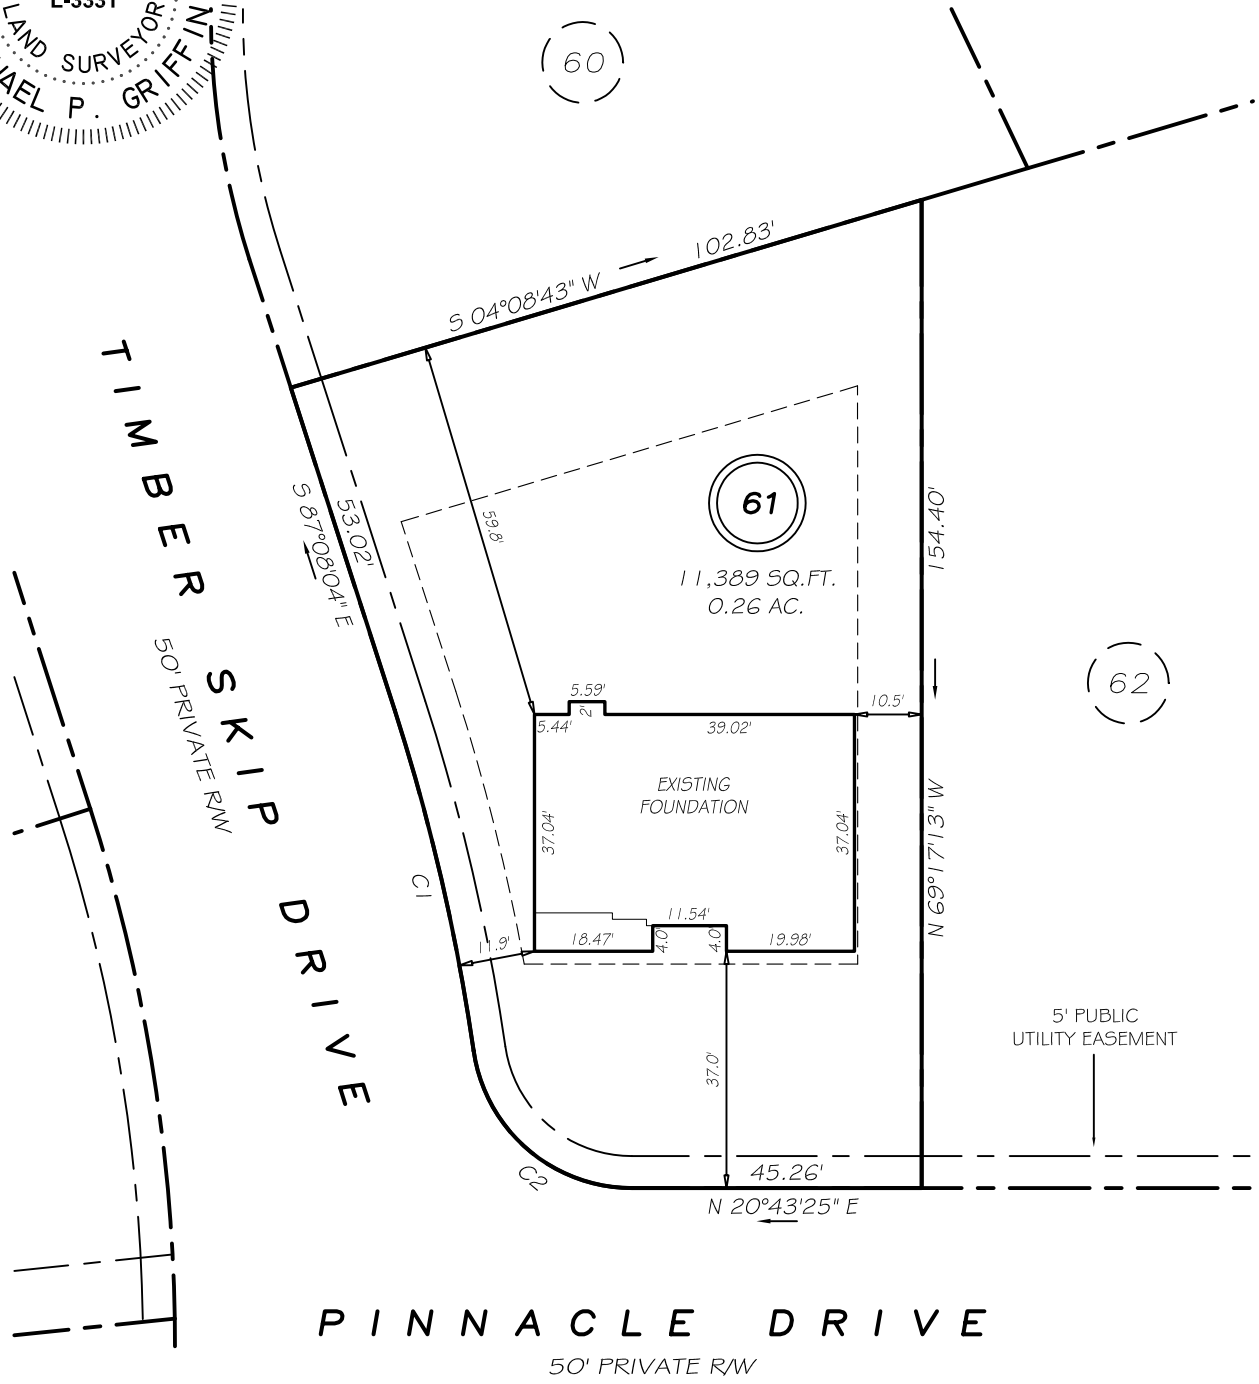 L-3331
LAND SURVEYOR
AEL P. GRIFFIN
60
102.83'
S 04°08'43" W
TIMBER SKIP DRIVE
50' PRIVATE R/W
S 87°08'04" E
53.02'
59.8'
61
11,389 SQ.FT.
0.26 AC.
154.40'
N 69°17'13" W
62
5.59'
2'
5.44'
39.02'
10.5'
EXISTING
FOUNDATION
37.04'
37.04'
C1
11.54'
11.9'
18.47'
4.0'
4.0'
19.98'
37.0'
5' PUBLIC
UTILITY EASEMENT
C2
45.26'
N 20°43'25" E
PINNACLE DRIVE
50' PRIVATE R/W